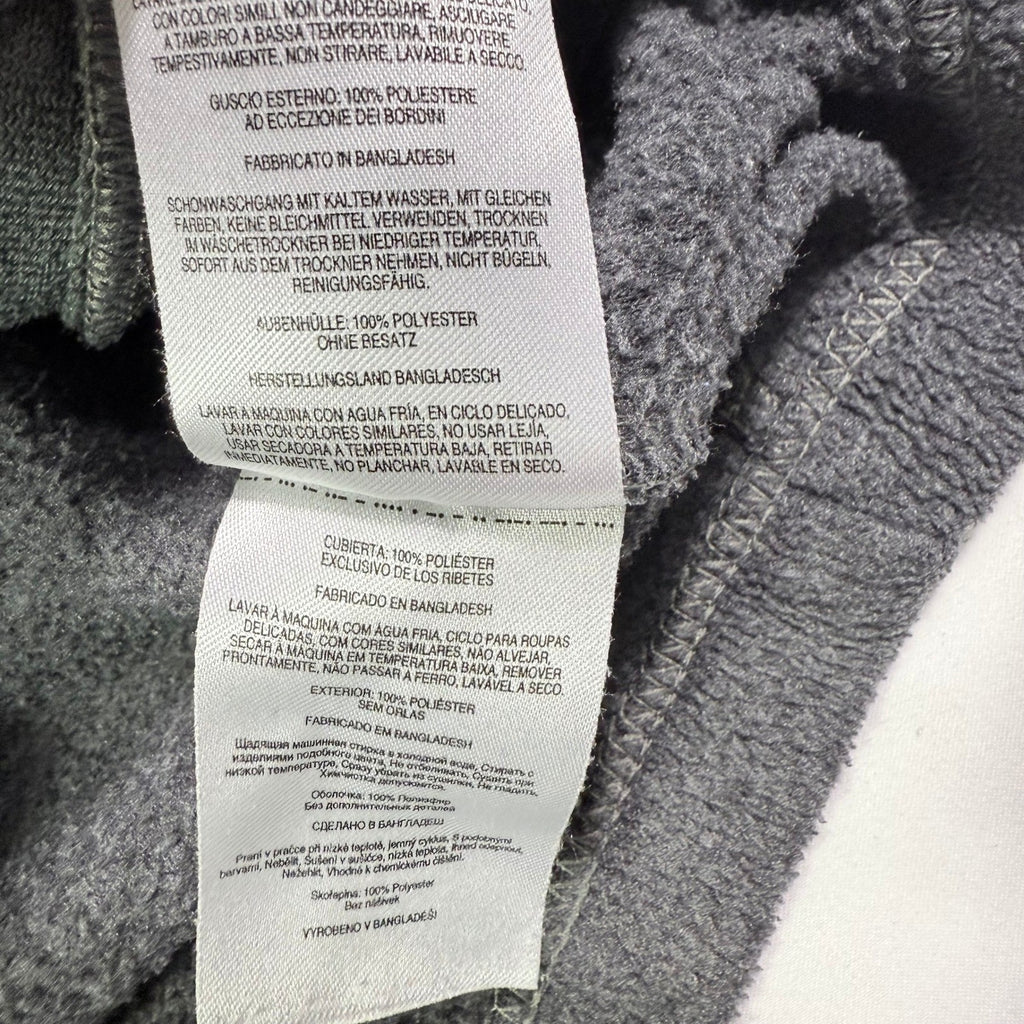 CON COLORI SIMILI, NON CANDEGGIARE, ASCIUGARE
A TAMBURO A BASSA TEMPERATURA, RIMUOVERE
TEMPESTIVAMENTE, NON STIRARE, LAVABILE A SECCO.
GUSCIO ESTERNO: 100% POLIESTERE
AD ECCEZIONE DEI BORDINI
FABBRICATO IN BANGLADESH
SCHONWASCHGANG MIT KALTEM WASSER, MIT GLEICHEN
FARBEN, KEINE BLEICHMITTEL VERWENDEN, TROCKNEN
IM WÄSCHETROCKNER BEI NIEDRIGER TEMPERATUR,
SOFORT AUS DEM TROCKNER NEHMEN, NICHT BÜGELN,
REINIGUNGSFÄHIG.
AUßENHÜLLE: 100% POLYESTER
OHNE BESATZ
HERSTELLUNGSLAND BANGLADESCH
LAVAR A MAQUINA CON AGUA FRÍA, EN CICLO DELICADO,
LAVAR CON COLORES SIMILARES, NO USAR LEJÍA,
USAR SECADORA A TEMPERATURA BAJA, RETIRAR
INMEDIATAMENTE, NO PLANCHAR, LAVABLE EN SECO.
CUBIERTA: 100% POLIÉSTER
EXCLUSIVO DE LOS RIBETES
FABRICADO EN BANGLADESH
LAVAR À MAQUINA COM ÁGUA FRIA, CICLO PARA ROUPAS
DELICADAS, COM CORES SIMILARES, NÃO ALVEJAR,
SECAR À MAQUINA EM TEMPERATURA BAIXA, REMOVER
PRONTAMENTE, NÃO PASSAR A FERRO, LAVÁVEL A SECO.
EXTERIOR: 100% POLIÉSTER
SEM ORLAS
FABRICADO EM BANGLADESH
Щадящая машинная стирка в холодной воде, Стирать с
изделиями подобного цвета, Не отбеливать, Сушить при
низкой температуре, Сразу убрать из сушилки, Не гладить,
Химчистка допускается.
Оболочка: 100% Полиэфир
Без дополнительных деталей
СДЕЛАНО В БАНГЛАДЕШ
Praní v pračce při nízké teplotě, jemný cyklus, S podobnými
barvami, Nebělit, Sušení v sušičce, nízká teplota, Ihned odejmout,
Nežehlit, Vhodné k chemickému čištění.
Skořepina: 100% Polyester
Bez nášivek
VYROBENO V BANGLADÉŠI